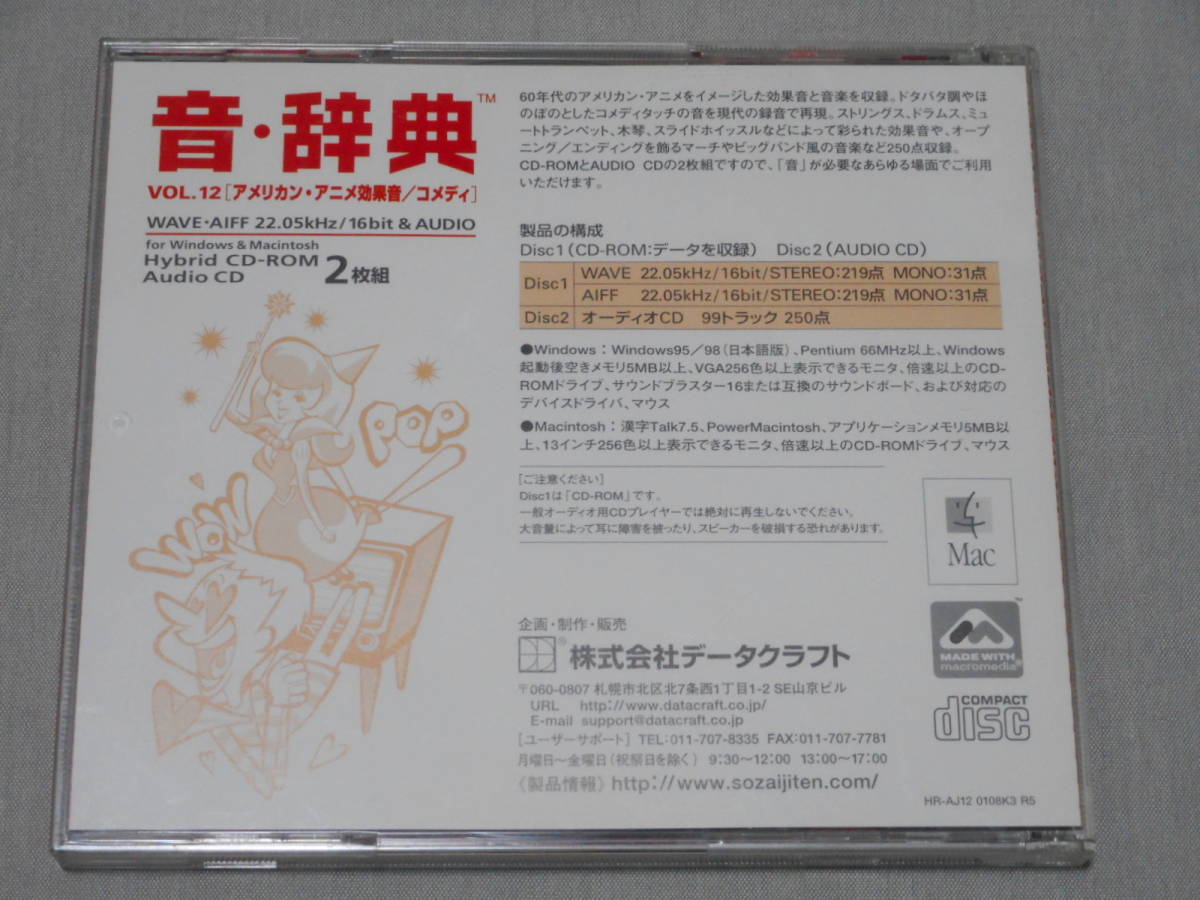 音・辞典™
VOL.12[アメリカン・アニメ効果音／コメディ]
WAVE・AIFF 22.05kHz/16bit & AUDIO
for Windows & Macintosh
Hybrid CD-ROM
Audio CD 2枚組
POP
WOW
60年代のアメリカン・アニメをイメージした効果音と音楽を収録。ドタバタ調やほ
のぼのとしたコメディタッチの音を現代の録音で再現。ストリングス、ドラムス、ミュ
ートトランペット、木琴、スライドホイッスルなどによって彩られた効果音や、オープ
ニング／エンディングを飾るマーチやビッグバンド風の音楽など250点収録。
CD-ROMとAUDIO CDの2枚組ですので、「音」が必要なあらゆる場面でご利用
いただけます。
製品の構成
Disc1（CD-ROM：データを収録） Disc2（AUDIO CD）
Disc1 WAVE 22.05kHz/16bit/STEREO：219点 MONO：31点
AIFF 22.05kHz/16bit/STEREO：219点 MONO：31点
Disc2 オーディオCD 99トラック 250点
●Windows：Windows95／98（日本語版）、Pentium 66MHz以上、Windows
起動後空きメモリ5MB以上、VGA256色以上表示できるモニタ、倍速以上のCD-
ROMドライブ、サウンドブラスター16または互換のサウンドボード、および対応の
デバイスドライバ、マウス
●Macintosh：漢字Talk7.5、PowerMacintosh、アプリケーションメモリ5MB以
上、13インチ256色以上表示できるモニタ、倍速以上のCD-ROMドライブ、マウス
[ご注意ください]
Disc1は「CD-ROM」です。
一般オーディオ用CDプレイヤーでは絶対に再生しないでください。
大音量によって耳に障害を被ったり、スピーカーを破損する恐れがあります。
Mac
MADE WITH
macromedia®
COMPACT
disc
企画・制作・販売
® 株式会社データクラフト
〒060-0807 札幌市北区北7条西1丁目1-2 SE山京ビル
URL http://www.datacraft.co.jp/
E-mail support@datacraft.co.jp
[ユーザーサポート] TEL：011-707-8335 FAX：011-707-7781
月曜日～金曜日（祝祭日を除く） 9:30～12:00 13:00～17:00
《製品情報》http://www.sozaijiten.com/
HR-AJ12 0108K3 R5